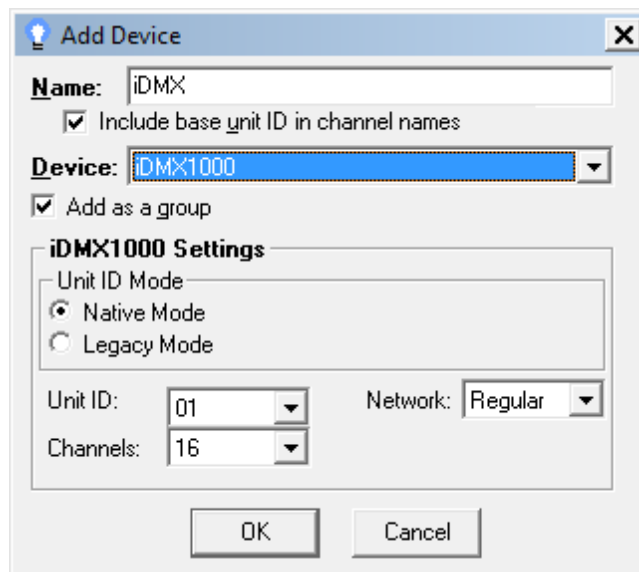 Add Device
Name: iDMX
Include base unit ID in channel names
Device: iDMX1000
Add as a group
iDMX1000 Settings
Unit ID Mode
Native Mode
Legacy Mode
Unit ID: 01 Network: Regular
Channels: 16
OK Cancel